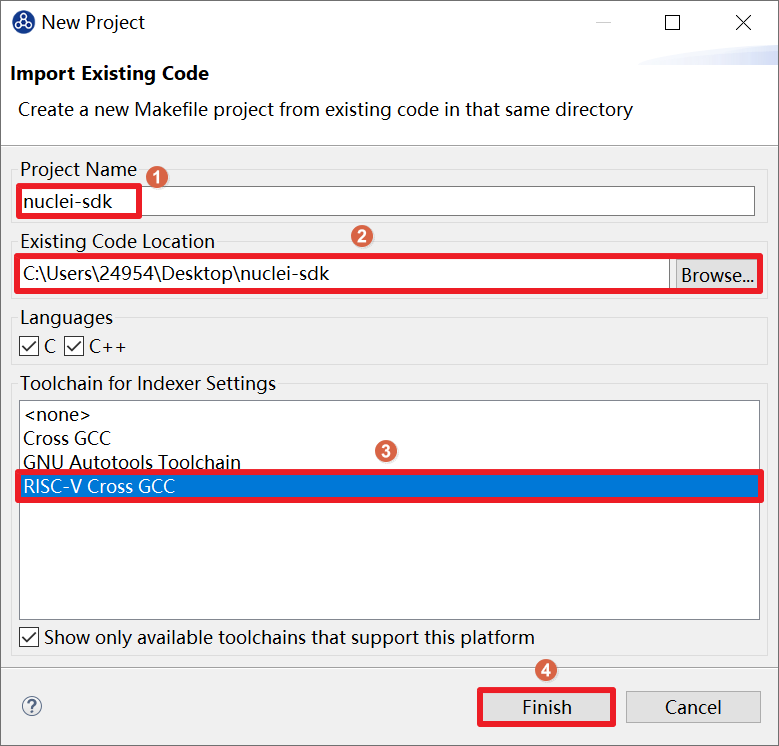 New Project
Import Existing Code
Create a new Makefile project from existing code in that same directory
Project Name
1
nuclei-sdk
Existing Code Location
2
C:\Users\24954\Desktop\nuclei-sdk
Browse...
Languages
C
C++
Toolchain for Indexer Settings
<none>
Cross GCC
3
GNU Autotools Toolchain
RISC-V Cross GCC
Show only available toolchains that support this platform
4
?
Finish
Cancel